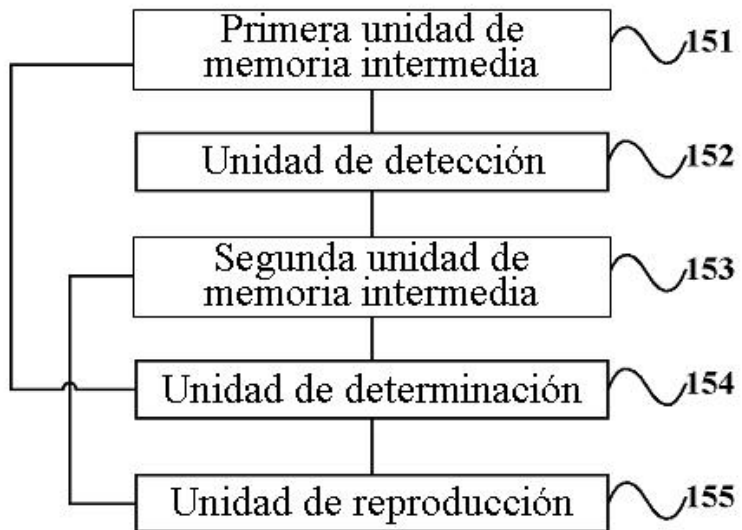 Primera unidad de
memoria intermedia
151
Unidad de detección
152
Segunda unidad de
memoria intermedia
153
Unidad de determinación
154
Unidad de reproducción
155